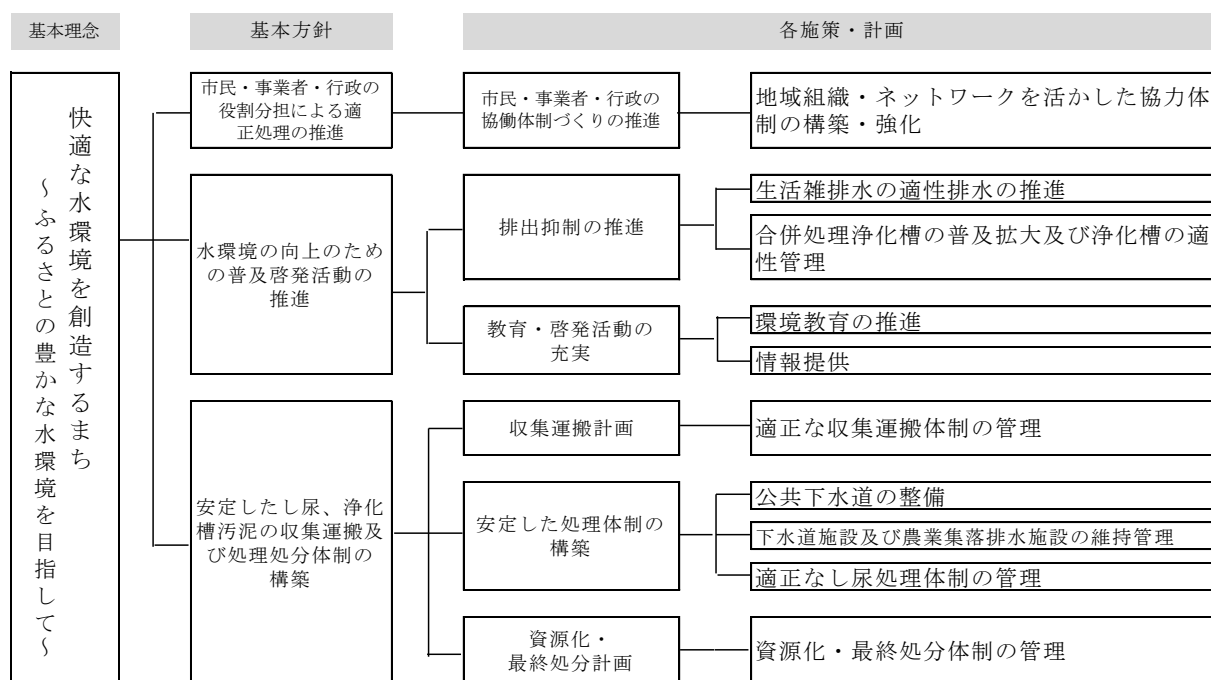 基本理念
基本方針
各施策・計画
快適な水環境を創造するまち
～ふるさとの豊かな水環境を目指して～
市民・事業者・行政の
役割分担による適
正処理の推進
市民・事業者・行政の
協働体制づくりの推進
地域組織・ネットワークを活かした協力体
制の構築・強化
水環境の向上のため
の普及啓発活動の
推進
排出抑制の推進
生活雑排水の適性排水の推進
合併処理浄化槽の普及拡大及び浄化槽の適
性管理
教育・啓発活動の
充実
環境教育の推進
情報提供
安定したし尿、浄化
槽汚泥の収集運搬及
び処理処分体制の
構築
収集運搬計画
適正な収集運搬体制の管理
安定した処理体制の
構築
公共下水道の整備
下水道施設及び農業集落排水施設の維持管理
適正なし尿処理体制の管理
資源化・
最終処分計画
資源化・最終処分体制の管理